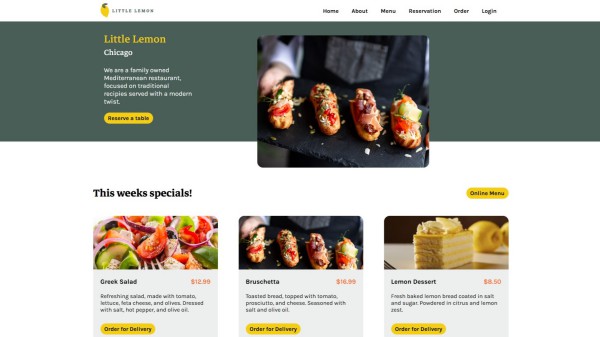 LITTLE LEMON
Home About Menu Reservation Order Login
Little Lemon
Chicago
We are a family owned
Mediterranean restaurant,
focused on traditional
recipies served with a modern
twist.
Reserve a table
This weeks specials!
Online Menu
Greek Salad $12.99
Refreshing salad, made with tomato,
lettuce, feta cheese, and olives. Dressed
with salt, hot pepper, and olive oil.
Order for Delivery
Bruschetta $16.99
Toasted bread, topped with tomato,
prosciutto, and cheese. Seasoned with
salt and olive oil.
Order for Delivery
Lemon Dessert $8.50
Fresh baked lemon bread coated in salt
and sugar. Powdered in citrus and lemon
zest.
Order for Delivery